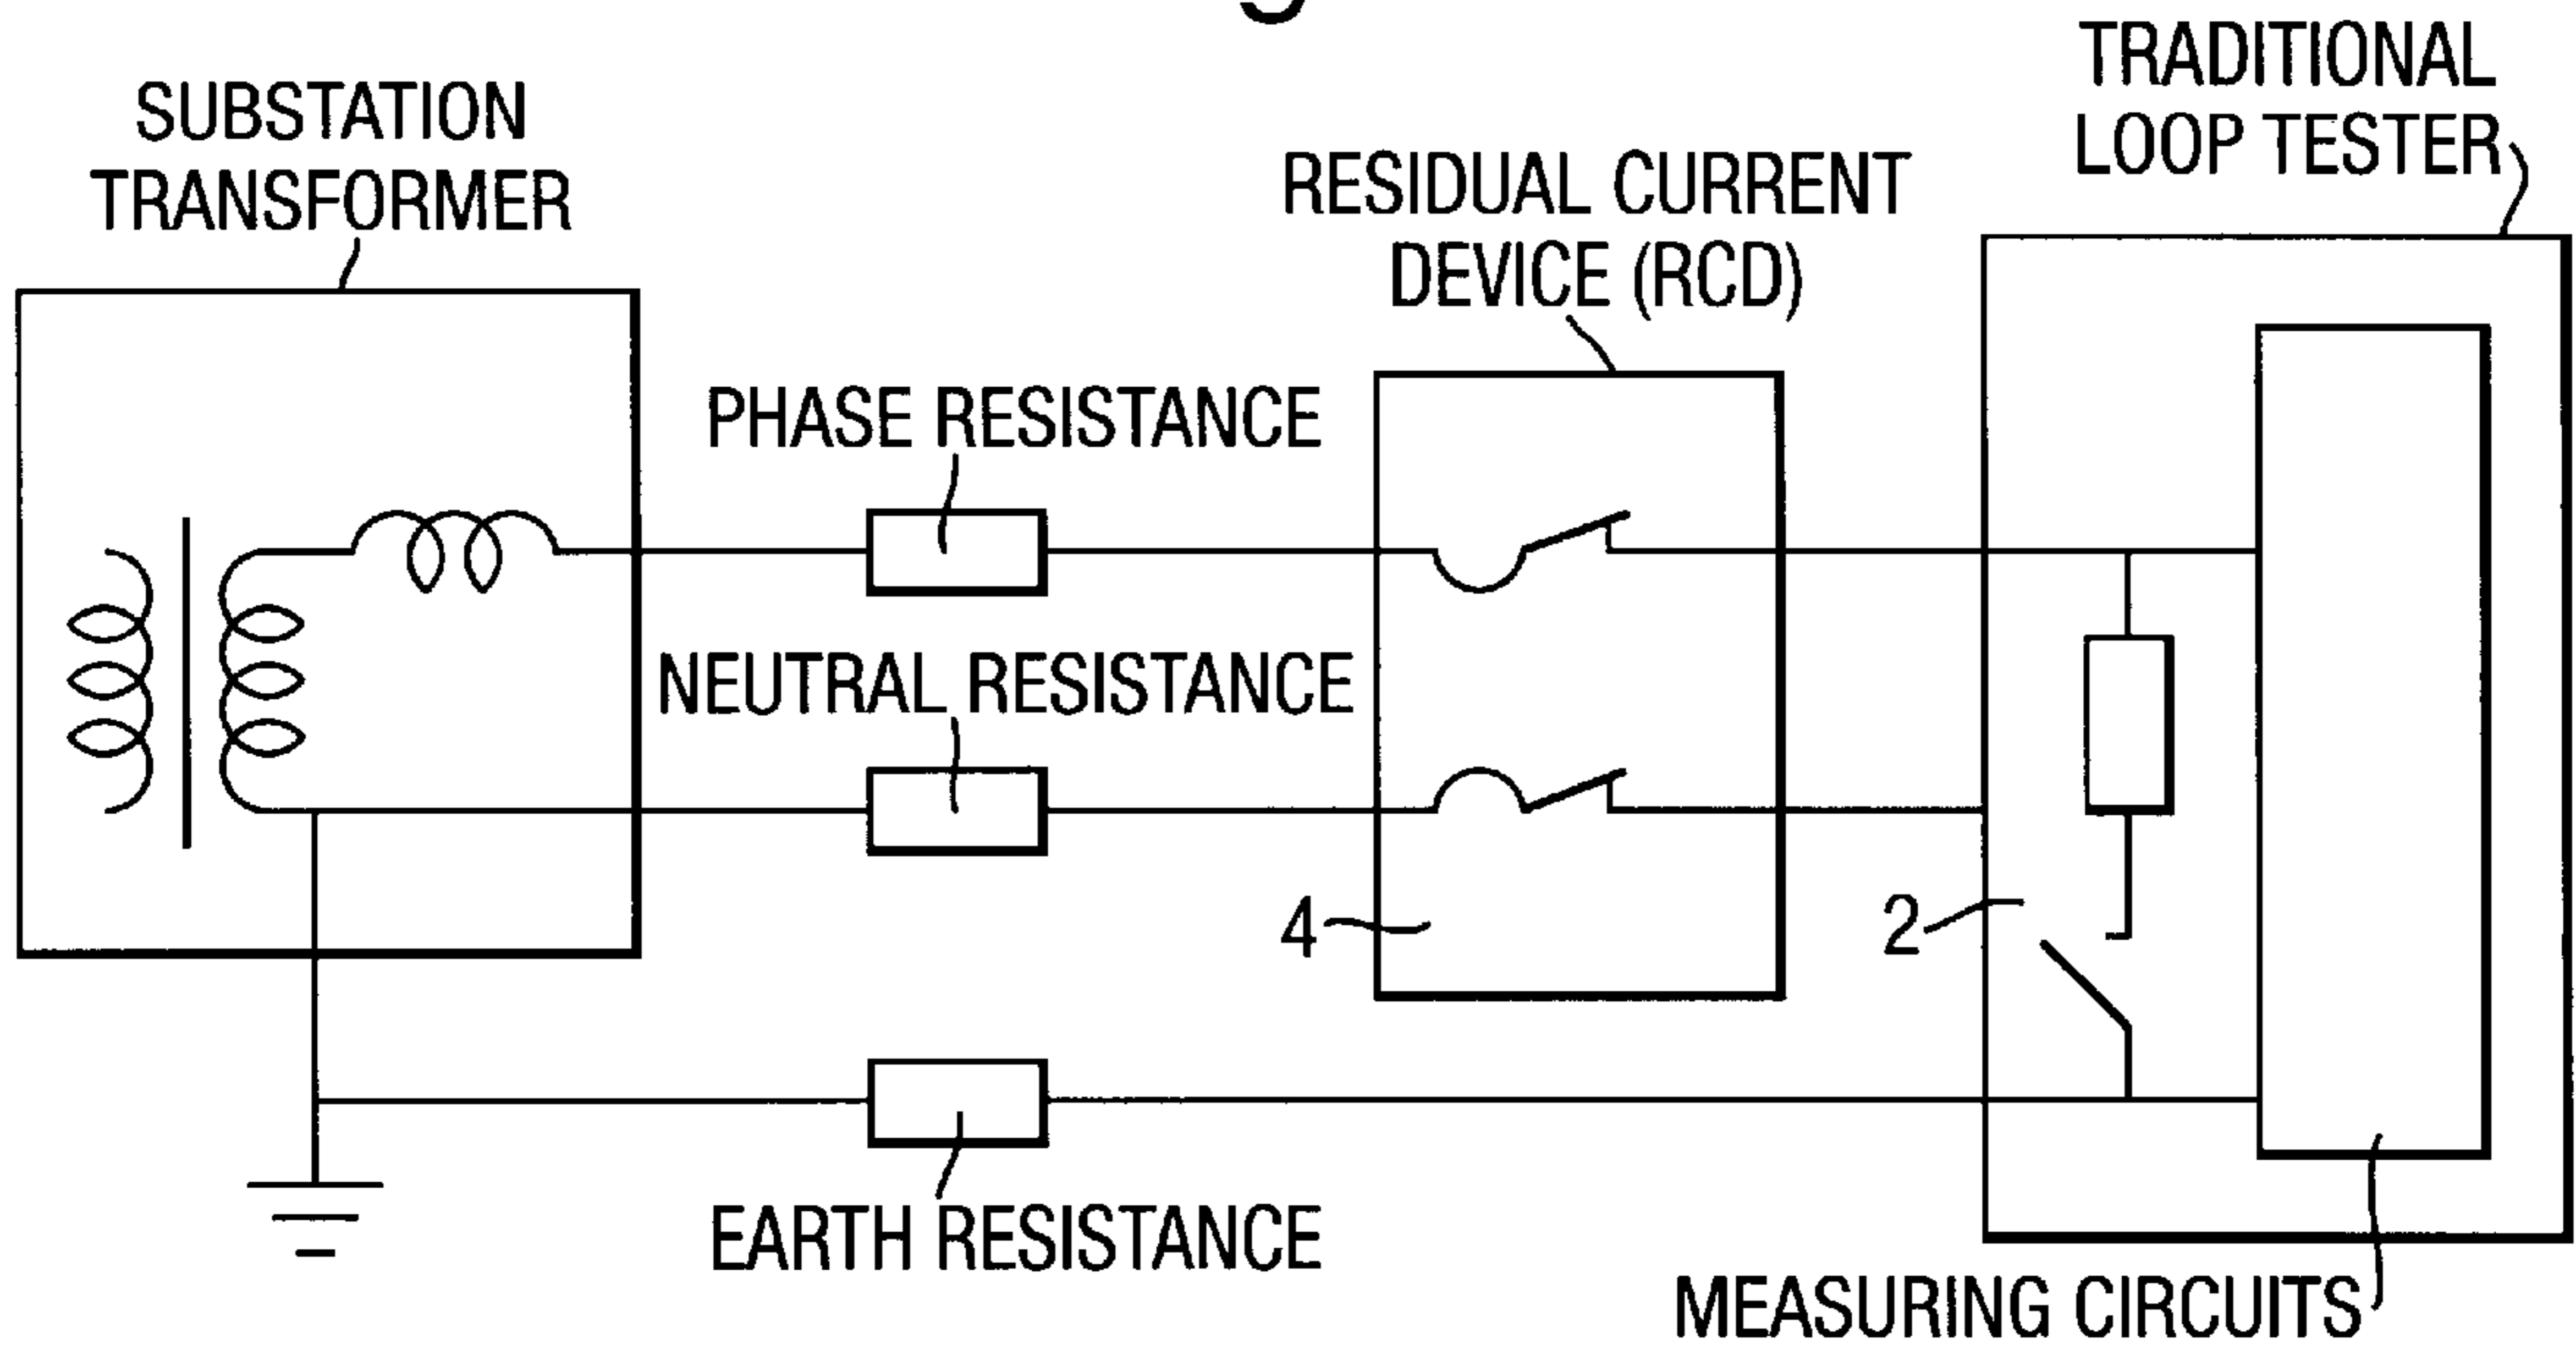 SUBSTATION
TRANSFORMER
TRADITIONAL
LOOP TESTER
RESIDUAL CURRENT
DEVICE (RCD)
PHASE RESISTANCE
NEUTRAL RESISTANCE
4
2
EARTH RESISTANCE
MEASURING CIRCUITS